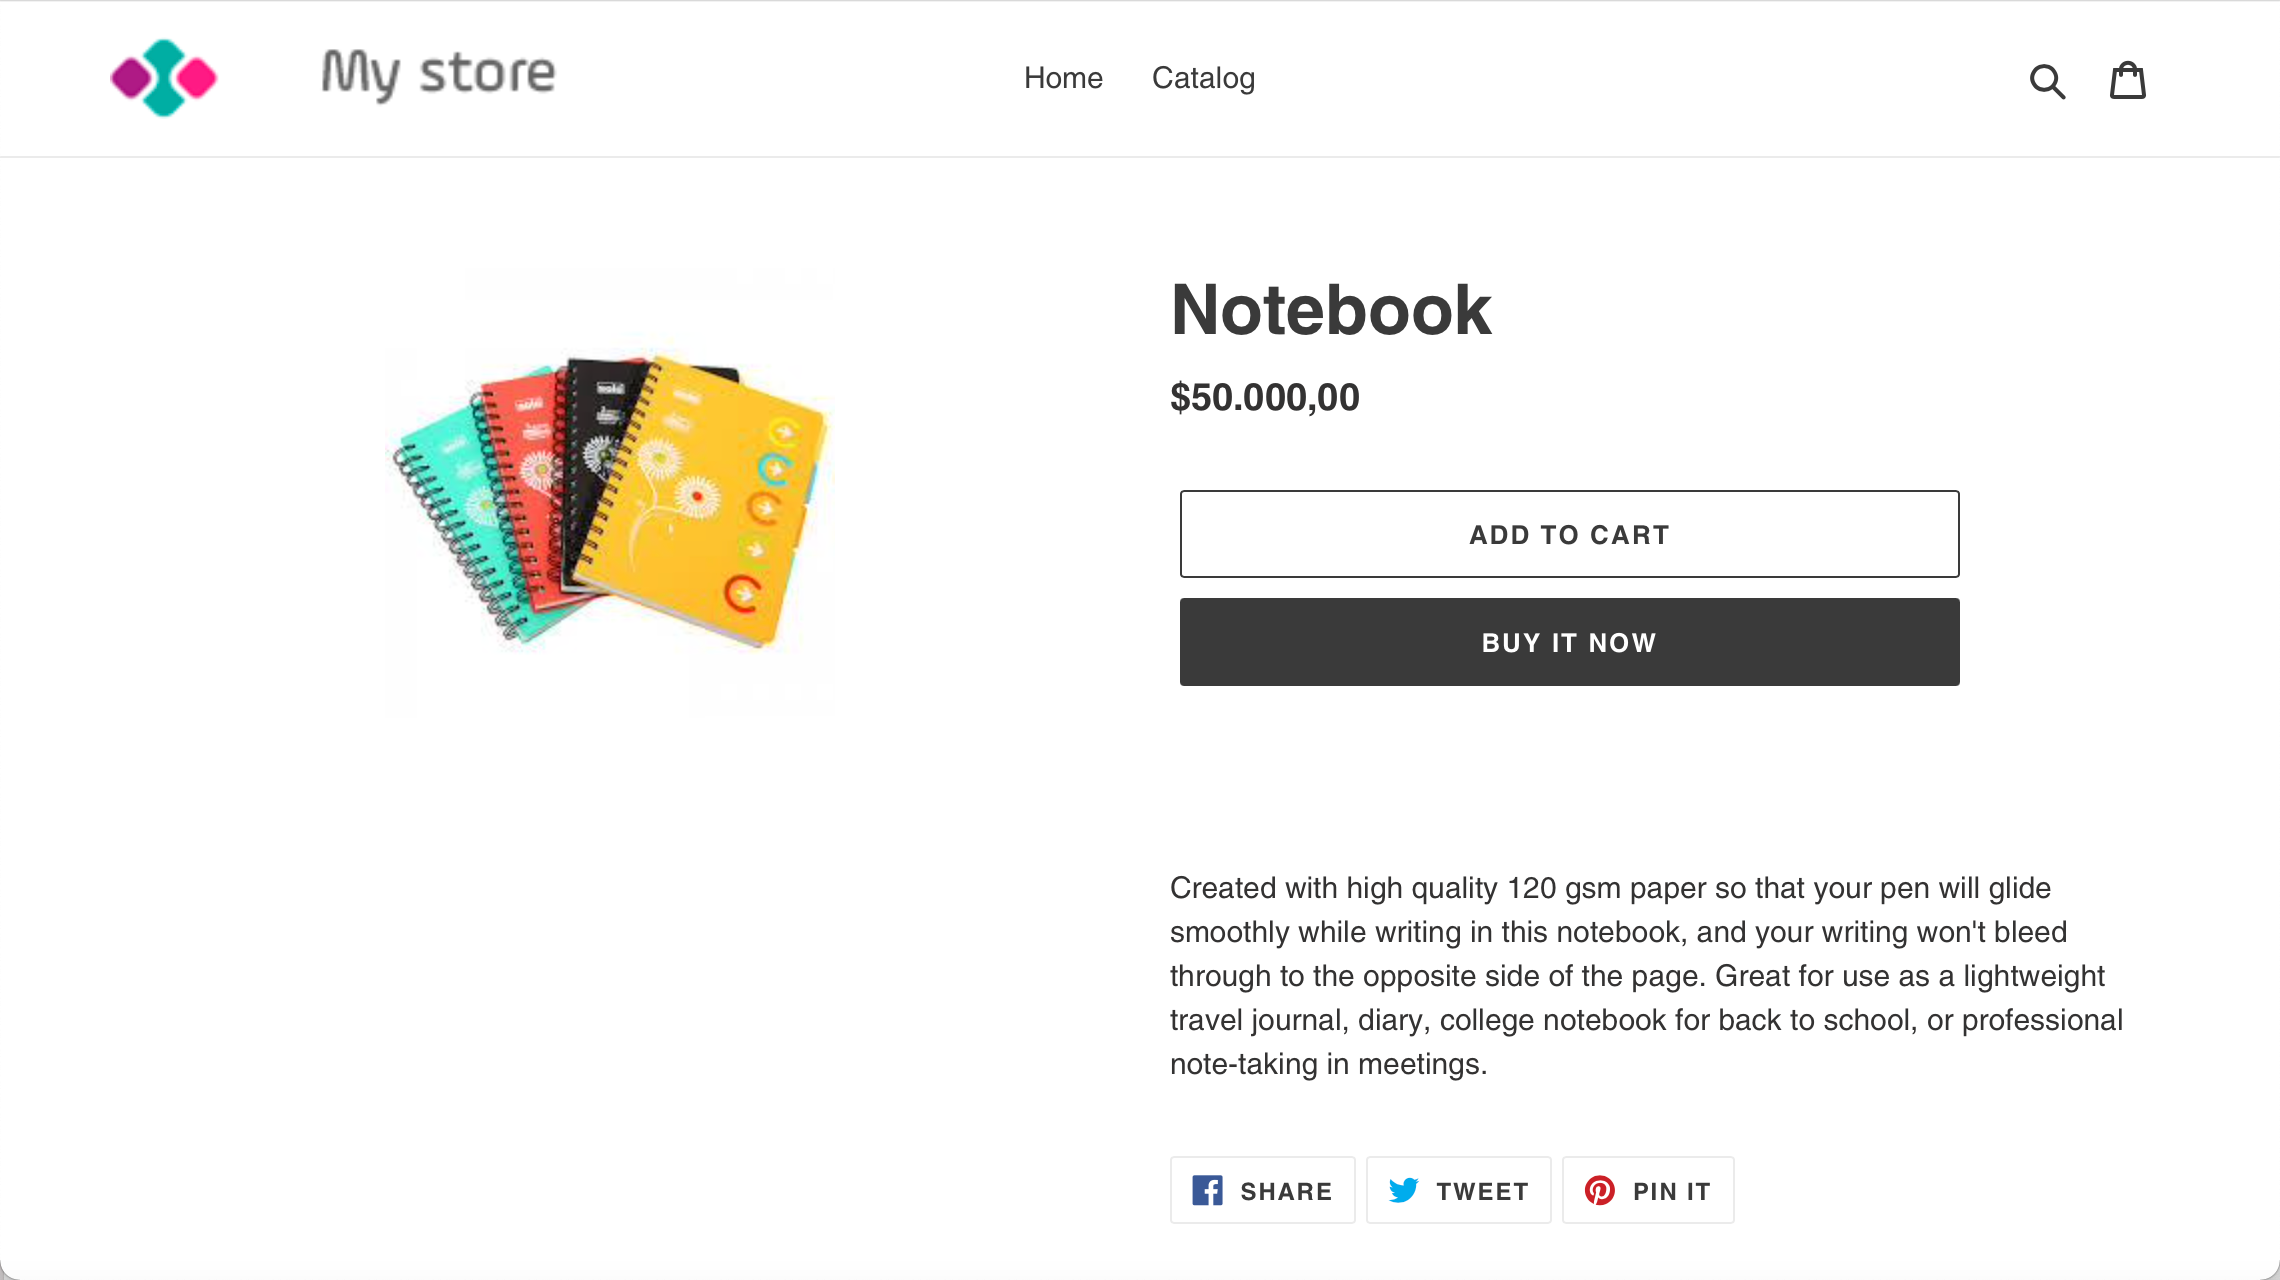 My store
Home
Catalog
Notebook
$50.000,00
ADD TO CART
BUY IT NOW
Created with high quality 120 gsm paper so that your pen will glide
smoothly while writing in this notebook, and your writing won't bleed
through to the opposite side of the page. Great for use as a lightweight
travel journal, diary, college notebook for back to school, or professional
note-taking in meetings.
SHARE
TWEET
PIN IT